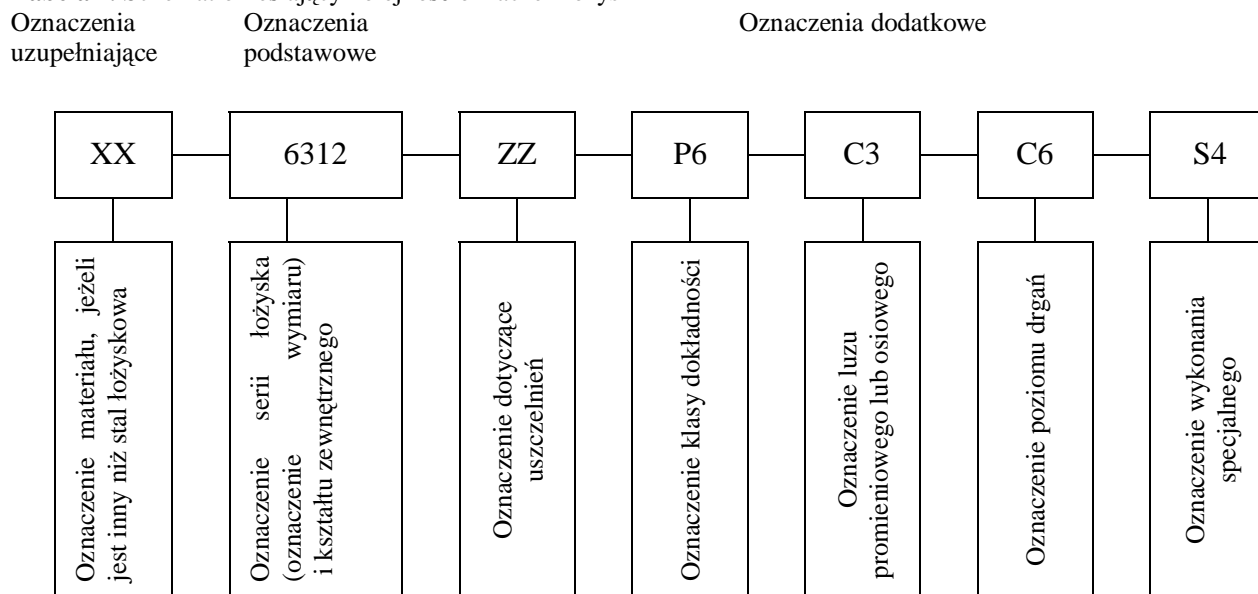 Oznaczenia
uzupełniające
Oznaczenia
podstawowe
Oznaczenia dodatkowe
XX
6312
ZZ
P6
C3
C6
S4
Oznaczenie materiału, jeżeli
jest inny niż stal łożyskowa
Oznaczenie serii łożyska
(oznaczenie wymiaru)
i kształtu zewnętrznego
Oznaczenie dotyczące
uszczelnień
Oznaczenie klasy dokładności
Oznaczenie luzu
promieniowego lub osiowego
Oznaczenie poziomu drgań
Oznaczenie wykonania
specjalnego